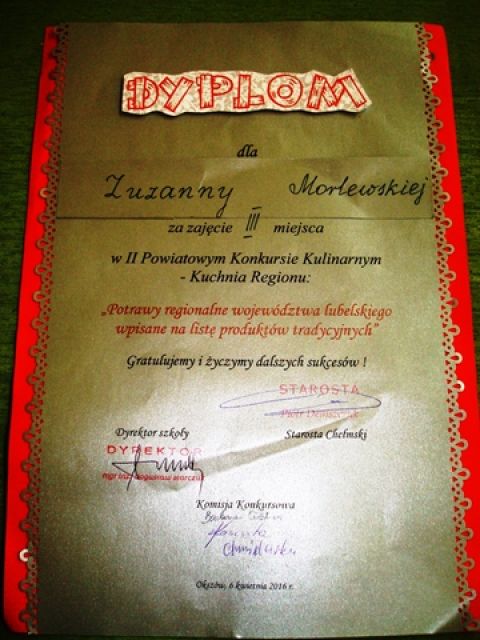 DYPLOM
dla
Zuzanny Morlewskiej
za zajęcie III miejsca
w II Powiatowym Konkursie Kulinarnym
- Kuchnia Regionu:
„Potrawy regionalne województwa lubelskiego
wpisane na listę produktów tradycyjnych”
Gratulujemy i życzymy dalszych sukcesów !
STAROSTA
Piotr
Dyrektor szkoły
Starosta Chełmski
DYREKTOR
mgr inż.
Komisja Konkursowa
Okszów, 6 kwietnia 2016 r.